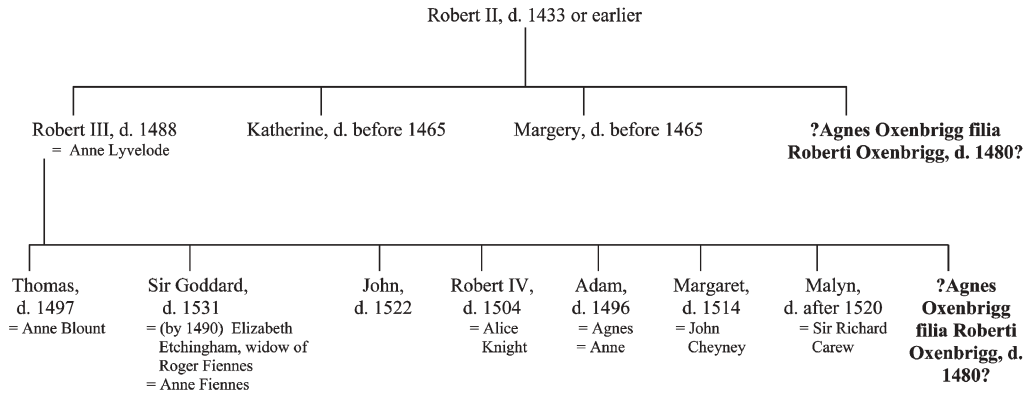 Robert II, d. 1433 or earlier
Robert III, d. 1488
= Anne Lyvelode
Katherine, d. before 1465
Margery, d. before 1465
?Agnes Oxenbrigg filia
Roberti Oxenbrigg, d. 1480?
Thomas,
d. 1497
= Anne Blount
Sir Goddard,
d. 1531
= (by 1490) Elizabeth
Etchingham, widow of
Roger Fiennes
= Anne Fiennes
John,
d. 1522
Robert IV,
d. 1504
= Alice
Knight
Adam,
d. 1496
= Agnes
= Anne
Margaret,
d. 1514
= John
Cheyney
Malyn,
d. after 1520
= Sir Richard
Carew
?Agnes
Oxenbrigg
filia Roberti
Oxenbrigg, d.
1480?